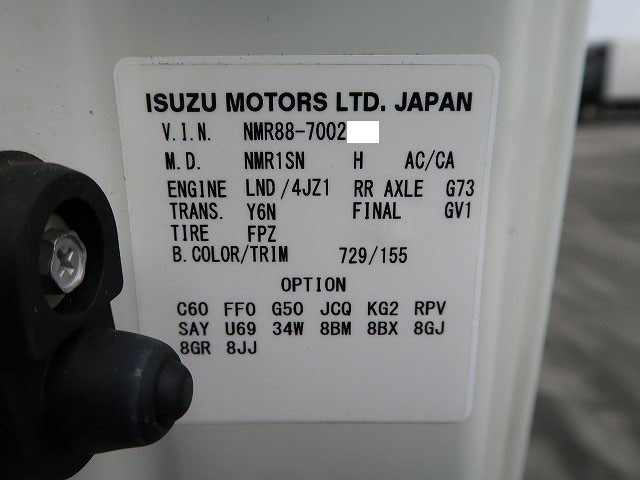 ISUZU MOTORS LTD. JAPAN
V.I.N. NMR88-7002
M.D. NMR1SN H AC/CA
ENGINE LND/4JZ1 RR AXLE G73
TRANS. Y6N FINAL GV1
TIRE FPZ
B.COLOR/TRIM 729/155
OPTION
C60 FF0 G50 JCQ KG2 RPV
SAY U69 34W 8BM 8BX 8GJ
8GR 8JJ